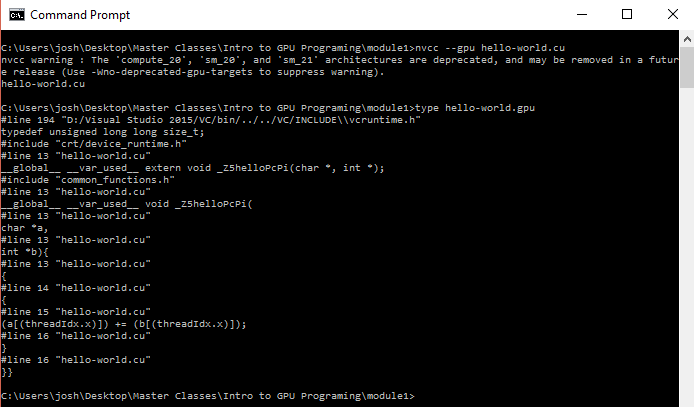 Command Prompt
C:\Users\josh\Desktop\Master Classes\Intro to GPU Programing\module1>nvcc --gpu hello-world.cu
nvcc warning : The 'compute_20', 'sm_20', and 'sm_21' architectures are deprecated, and may be removed in a futur
e release (Use -Wno-deprecated-gpu-targets to suppress warning).
hello-world.cu
C:\Users\josh\Desktop\Master Classes\Intro to GPU Programing\module1>type hello-world.gpu
#line 194 "D:/Visual Studio 2015/VC/bin/../../VC/INCLUDE\\vcruntime.h"
typedef unsigned long long size_t;
#include "crt/device_runtime.h"
#line 13 "hello-world.cu"
__global__ __var_used__ extern void _Z5helloPcPi(char *, int *);
#include "common_functions.h"
#line 13 "hello-world.cu"
__global__ __var_used__ void _Z5helloPcPi(
#line 13 "hello-world.cu"
char *a,
#line 13 "hello-world.cu"
int *b){
#line 13 "hello-world.cu"
{
#line 14 "hello-world.cu"
{
#line 15 "hello-world.cu"
(a[(threadIdx.x)]) += (b[(threadIdx.x)]);
#line 16 "hello-world.cu"
}
#line 16 "hello-world.cu"
}}
C:\Users\josh\Desktop\Master Classes\Intro to GPU Programing\module1>